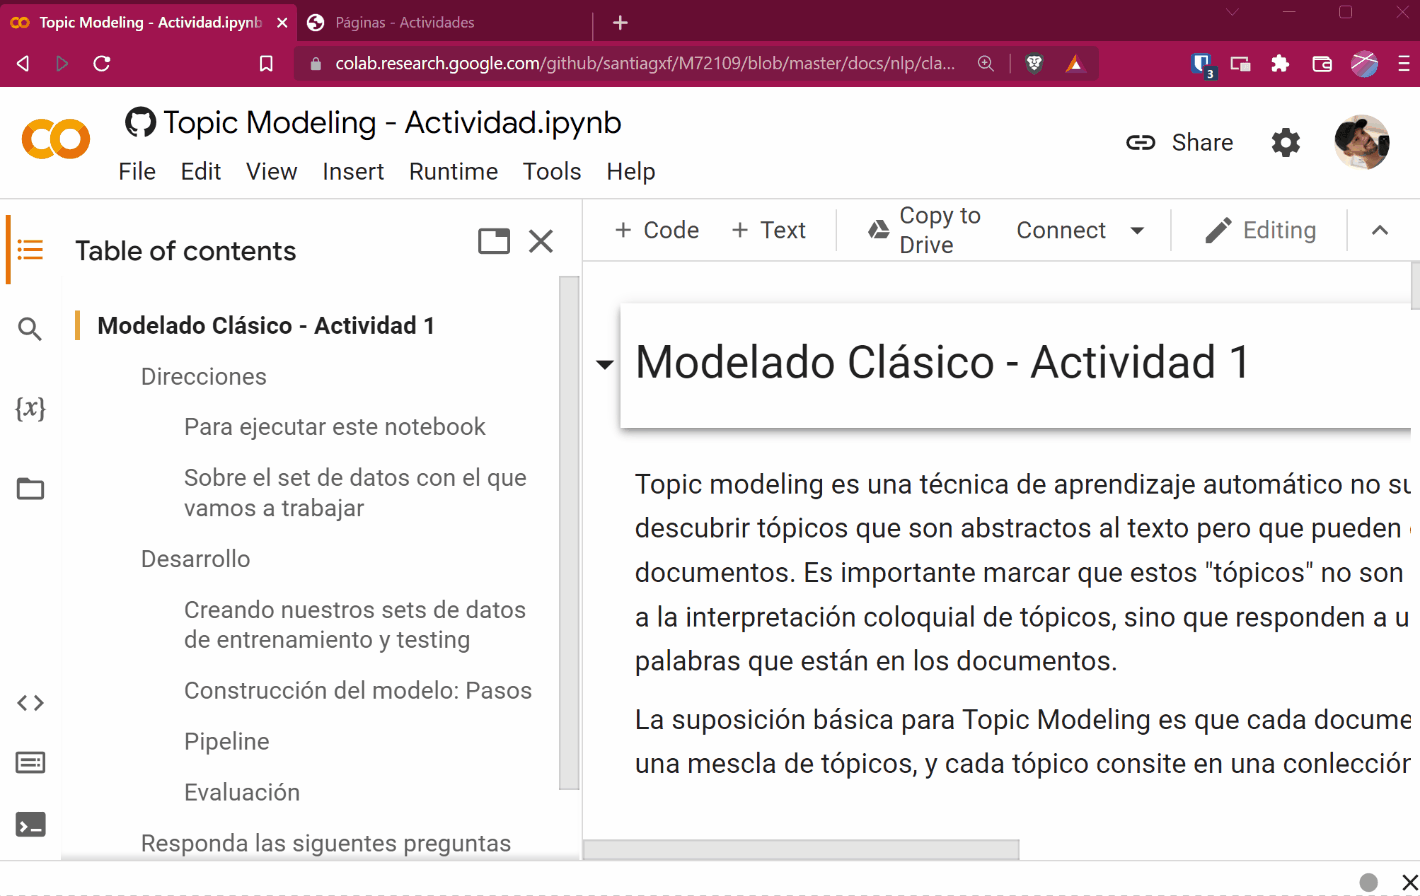 Topic Modeling - Actividad.ipynb
Páginas - Actividades
colab.research.google.com/github/santiagxf/M72109/blob/master/docs/nlp/cla...
3
Topic Modeling - Actividad.ipynb
Share
File Edit View Insert Runtime Tools Help
Table of contents
+ Code + Text Copy to Drive Connect Editing
Modelado Clásico - Actividad 1
Direcciones
Para ejecutar este notebook
Sobre el set de datos con el que
vamos a trabajar
Desarrollo
Creando nuestros sets de datos
de entrenamiento y testing
Construcción del modelo: Pasos
Pipeline
Evaluación
Responda las siguentes preguntas
{x}
Modelado Clásico - Actividad 1
Topic modeling es una técnica de aprendizaje automático no su
descubrir tópicos que son abstractos al texto pero que pueden
documentos. Es importante marcar que estos "tópicos" no son
a la interpretación coloquial de tópicos, sino que responden a u
palabras que están en los documentos.
La suposición básica para Topic Modeling es que cada docume
una mescla de tópicos, y cada tópico consite en una conlección